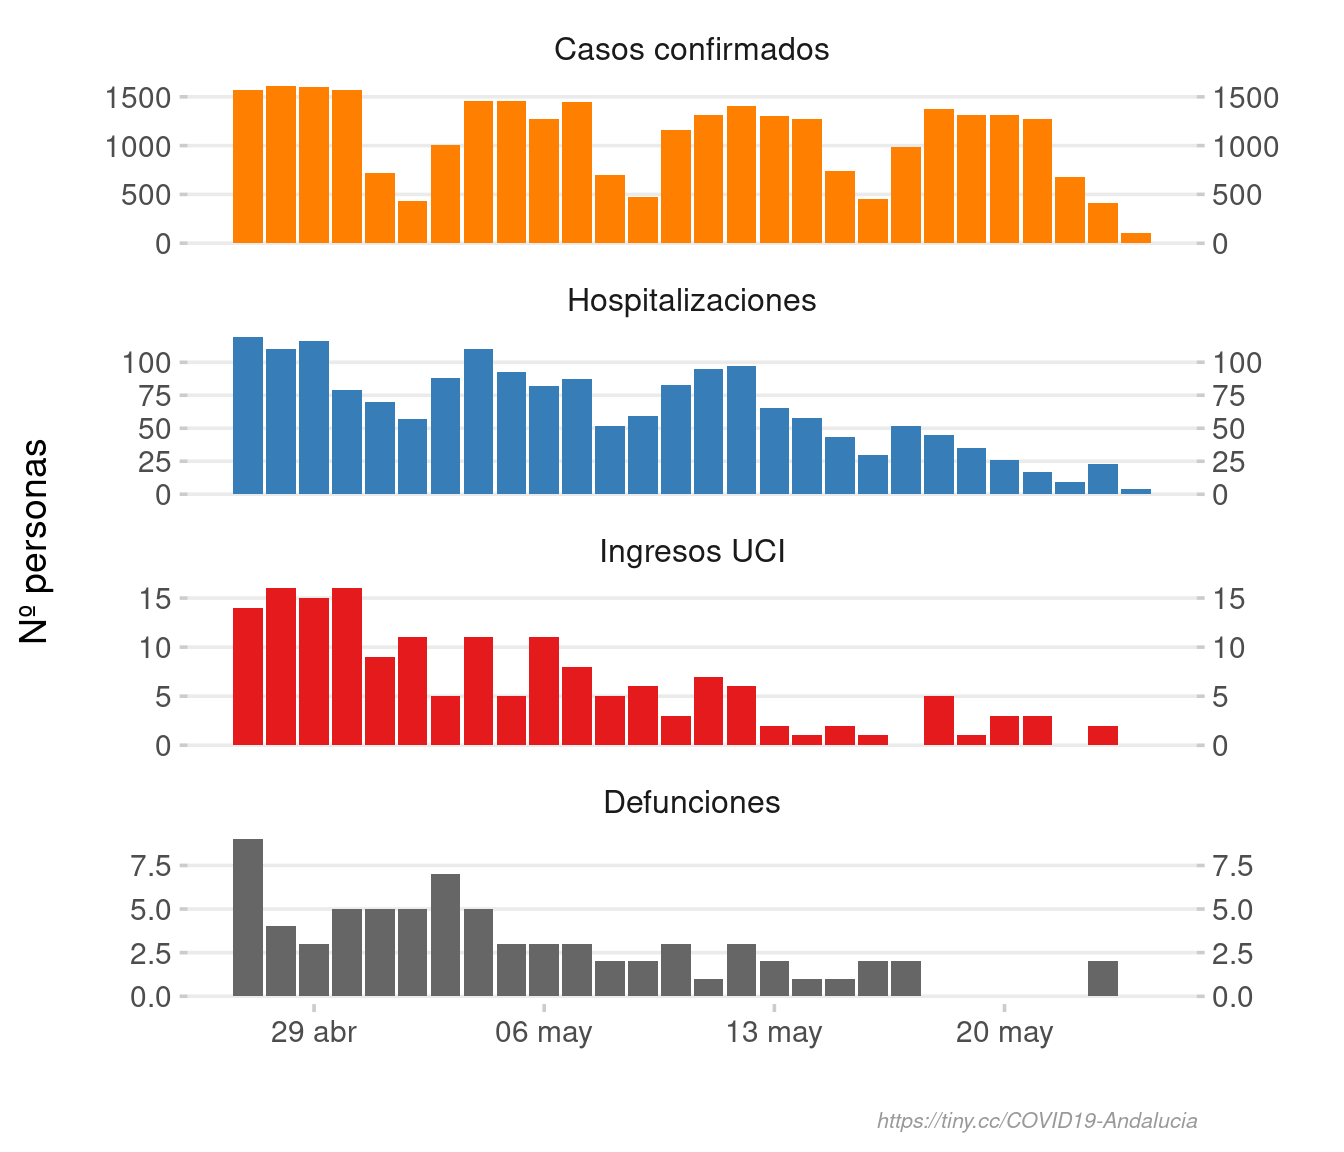 Casos confirmados
1500 1500
1000 1000
500 500
0 0
Hospitalizaciones
100 100
75 75
50 50
25 25
0 0
Ingresos UCI
15 15
10 10
5 5
0 0
Defunciones
7.5 7.5
5.0 5.0
2.5 2.5
0.0 0.0
29 abr 06 may 13 may 20 may
Nº personas
https://tiny.cc/COVID19-Andalucia